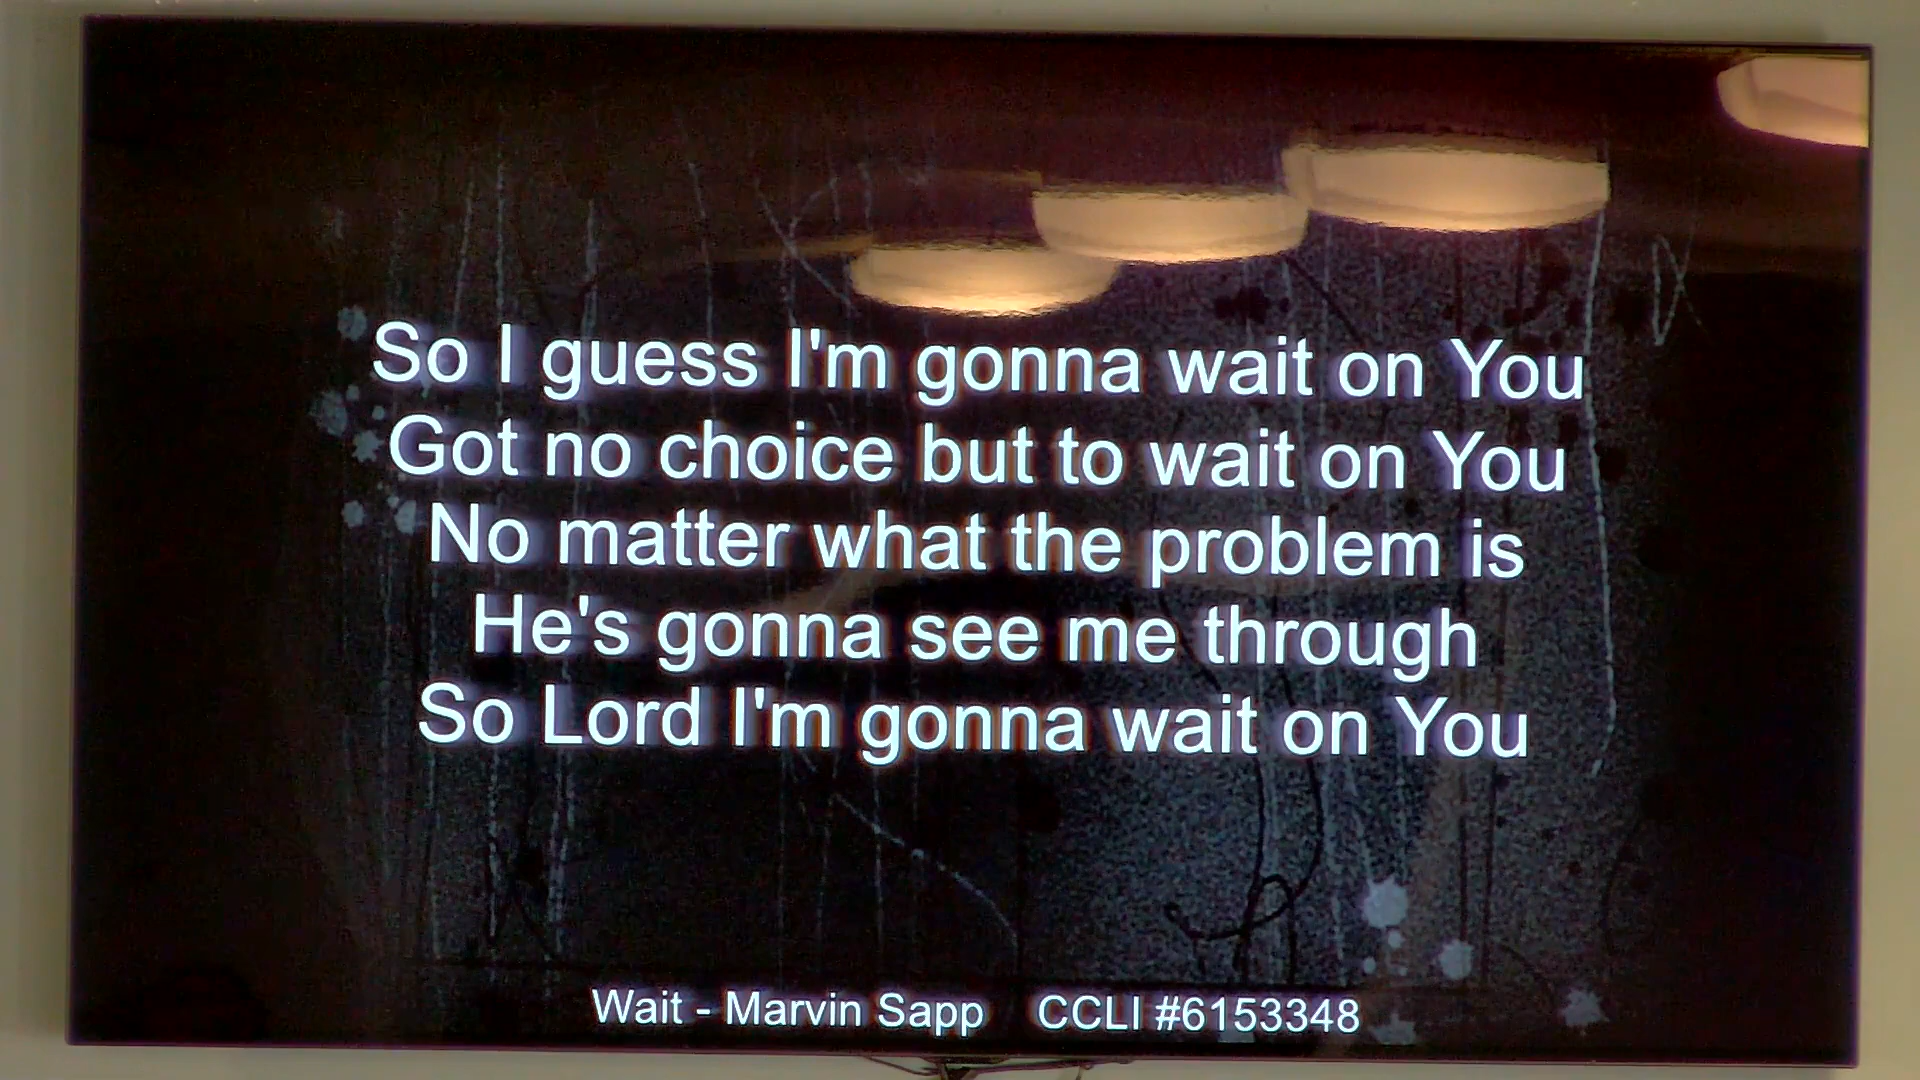 So I guess I'm gonna wait on You
Got no choice but to wait on You
No matter what the problem is
He's gonna see me through
So Lord I'm gonna wait on You
Wait - Marvin Sapp CCLI #6153348